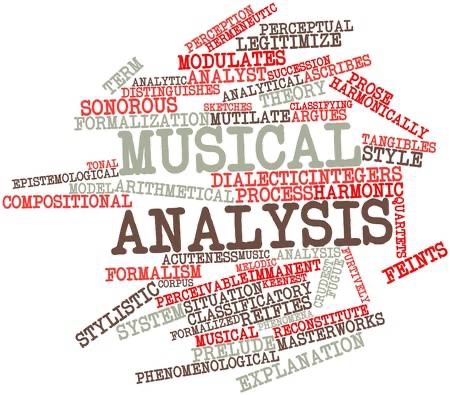 PERCEPTION
HERMENEUTIC
PERCEPTUAL
LEGITIMIZE
MODULATES
TERM
ANALYTIC
ANALYST
SUCCESSION
ASCRIBES
DISTINGUISHES
ANALYTICAL
PROSE
HARMONICALLY
SONOROUS
SKETCHES
THEORY
CLASSIFYING
FORMALIZATION
MUTILATE
ARGUES
MUSICAL
TANGIBLES
STYLE
TONAL
EPISTEMOLOGICAL
DIALECTIC
INTEGERS
MODEL
ARITHMETICAL
PROCESS
HARMONIC
COMPOSITIONAL
QUARTETS
ANALYSIS
ACUTENESS
MUSIC
ANALYSIS
FEINTS
FORMALISM
MELODIC
IMMANENT
CORPUS
PERCEIVABLE
KEENEST
FUGUE
FURTIVELY
STYLISTIC
SITUATION
CLASSIFICATORY
SYSTEM
FORMALIZED
REIFIES
PHENOMENA
MUSICAL
RECONSTITUTE
PRELUDE
MASTERWORKS
PHENOMENOLOGICAL
EXPLANATION